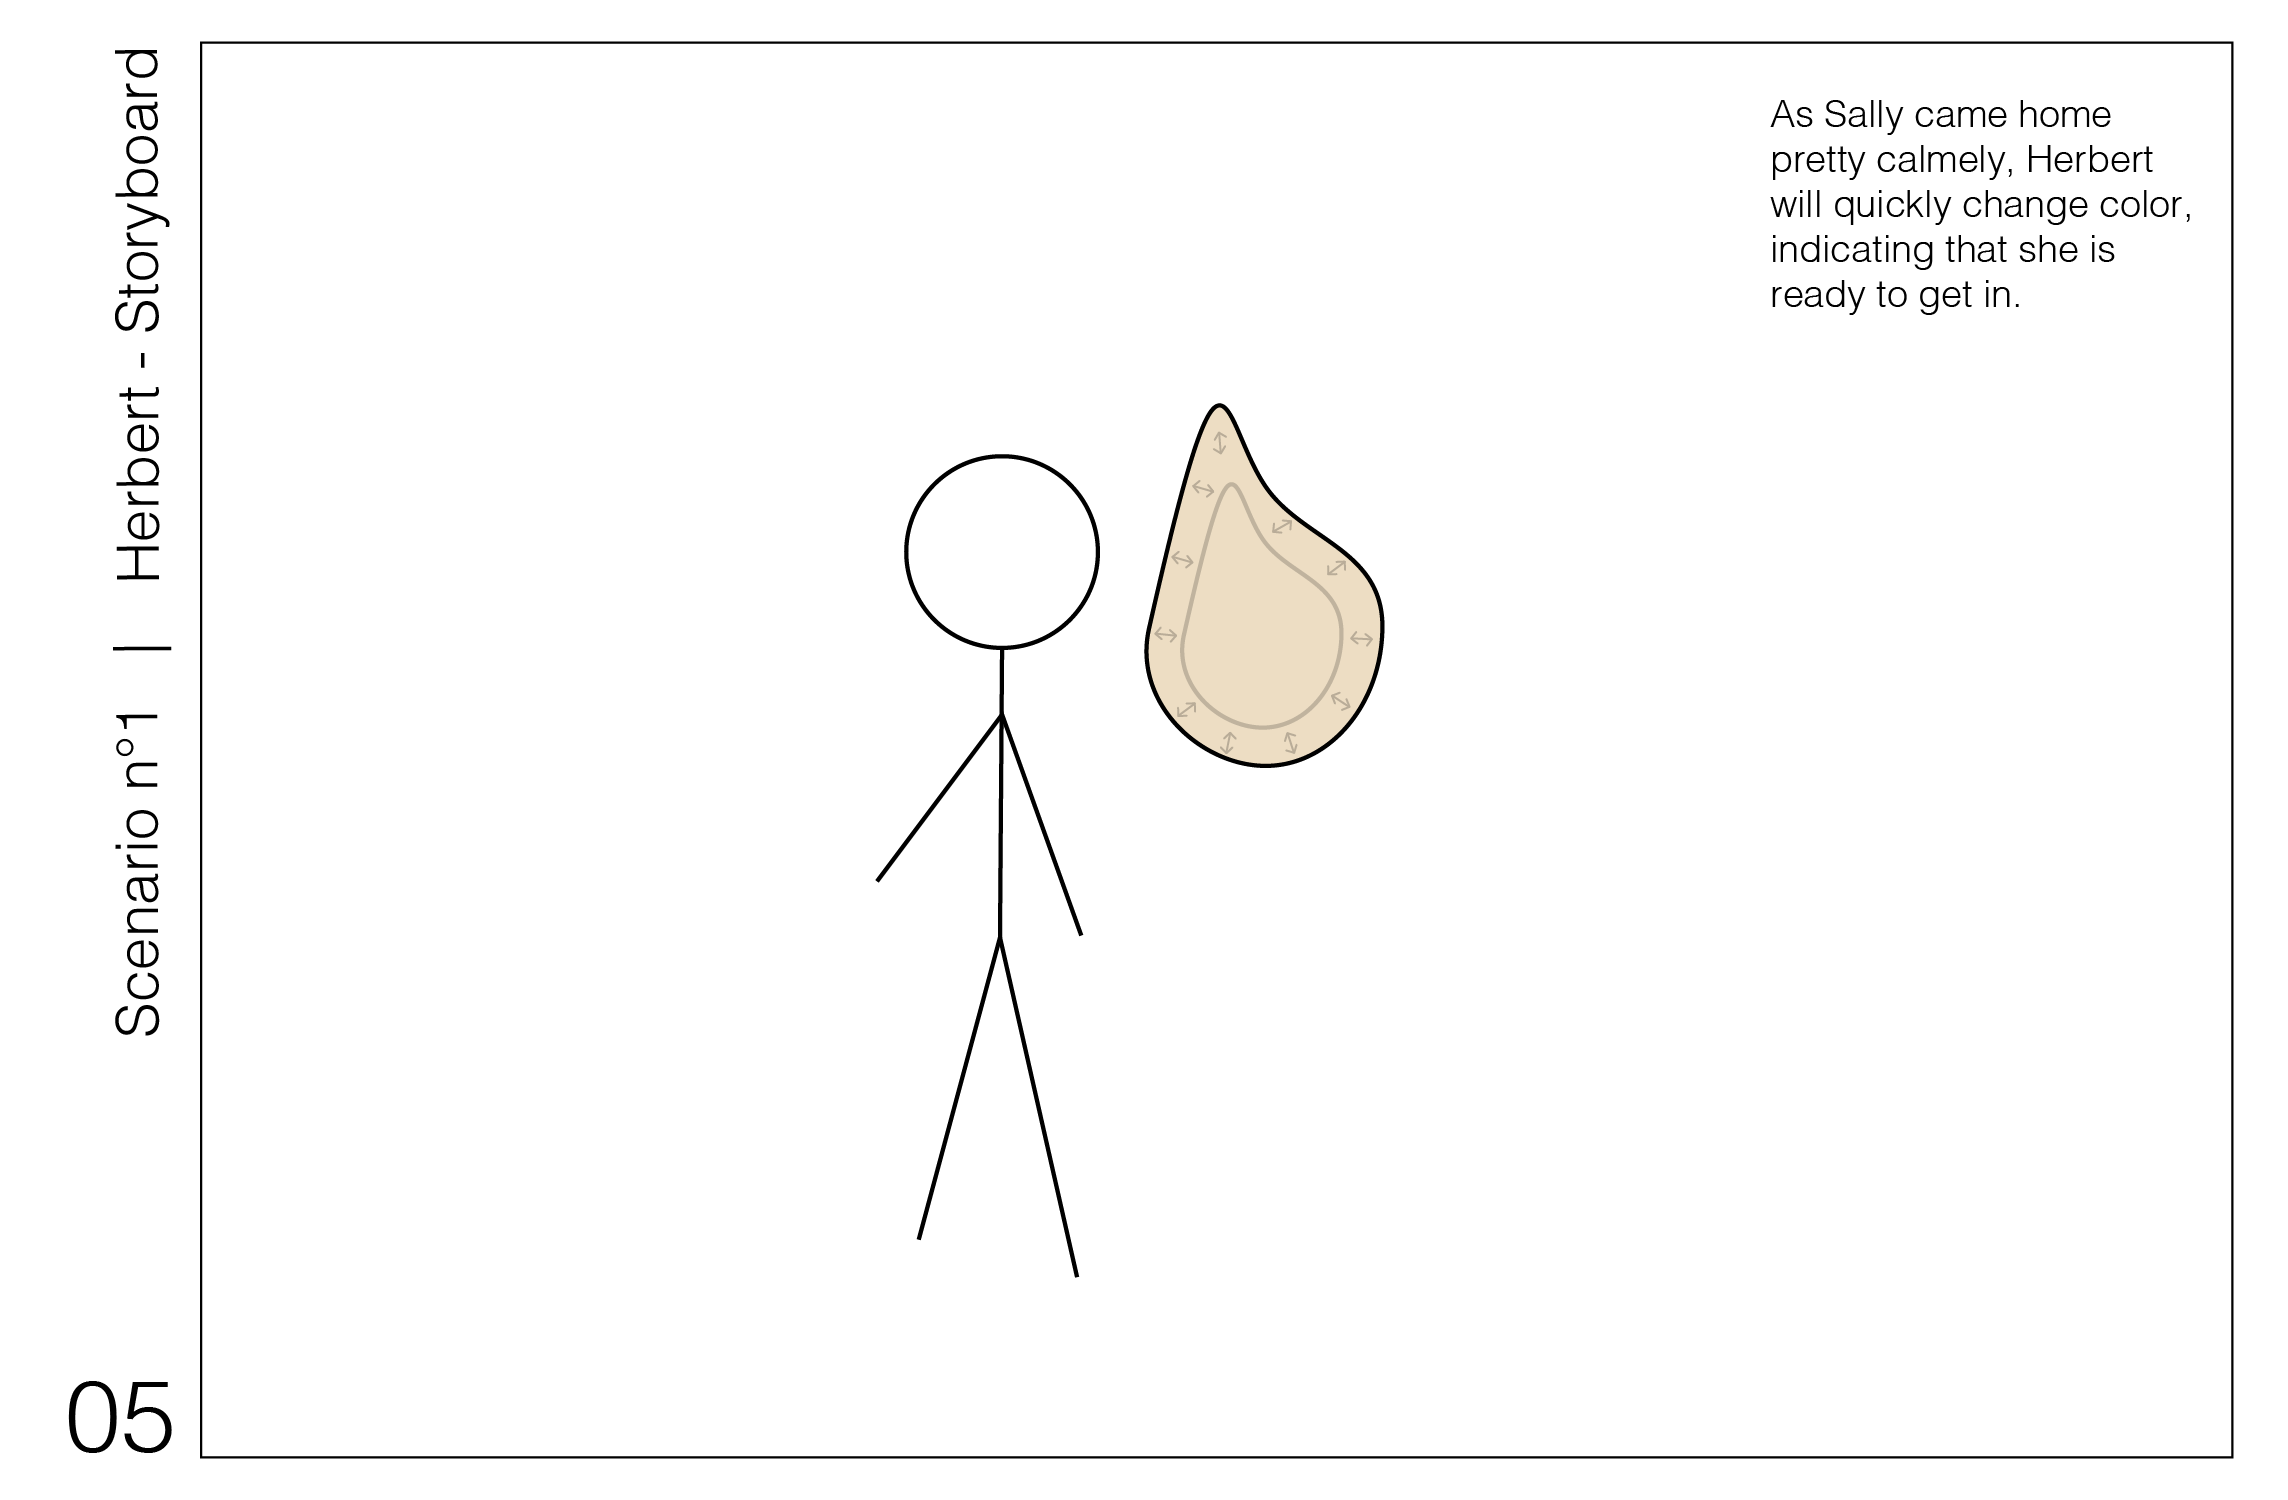 Scenario n°1 | Herbert - Storyboard
As Sally came home
pretty calmely, Herbert
will quickly change color,
indicating that she is
ready to get in.
05